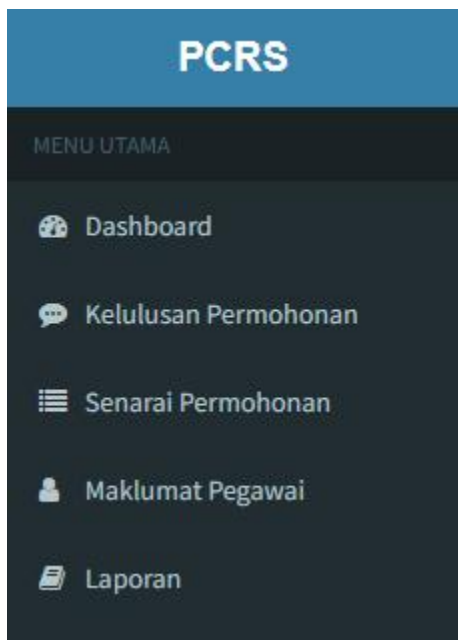 PCRS
MENU UTAMA
Dashboard
Kelulusan Permohonan
Senarai Permohonan
Maklumat Pegawai
Laporan